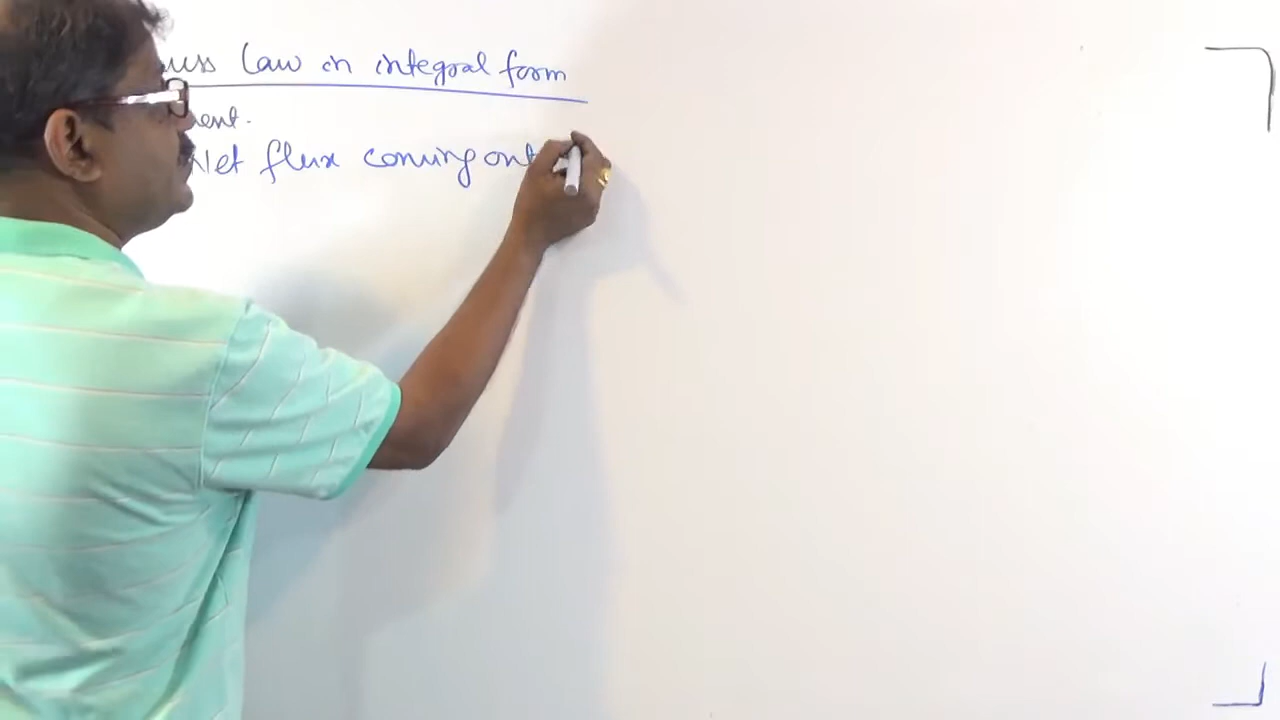 uss Law in integral form
ent.
Net flux coming out